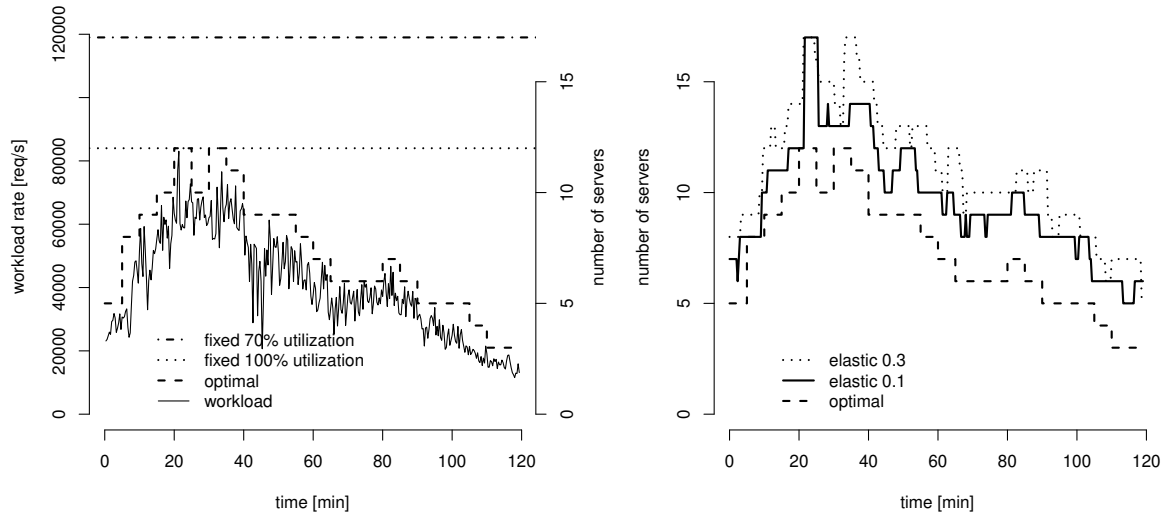 workload rate [req/s]
120000
80000
60000
40000
20000
0
15
10
5
0
number of servers
fixed 70% utilization
fixed 100% utilization
optimal
workload
0 20 40 60 80 100 120
time [min]
number of servers
15
10
5
0
elastic 0.3
elastic 0.1
optimal
0 20 40 60 80 100 120
time [min]